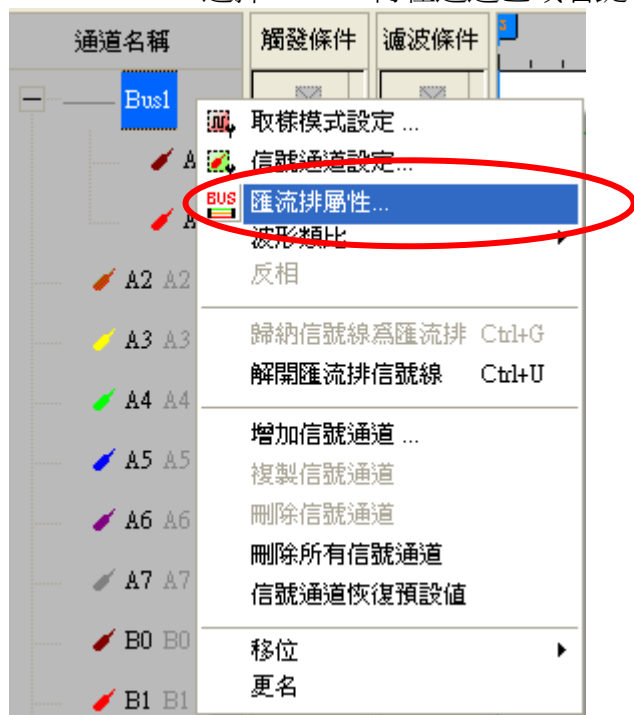 通道名稱 觸發條件 濾波條件
Bus1
取樣模式設定 ...
A 信號通道設定...
BUS 匯流排屬性...
A 波形類比
A2 A2 反相
A3 A3 歸納信號線為匯流排 Ctrl+G
解開匯流排信號線 Ctrl+U
A4 A4
增加信號通道 ...
A5 A5 複製信號通道
A6 A6 刪除信號通道
刪除所有信號通道
A7 A7 信號通道恢復預設值
B0 B0 移位
B1 B1 更名